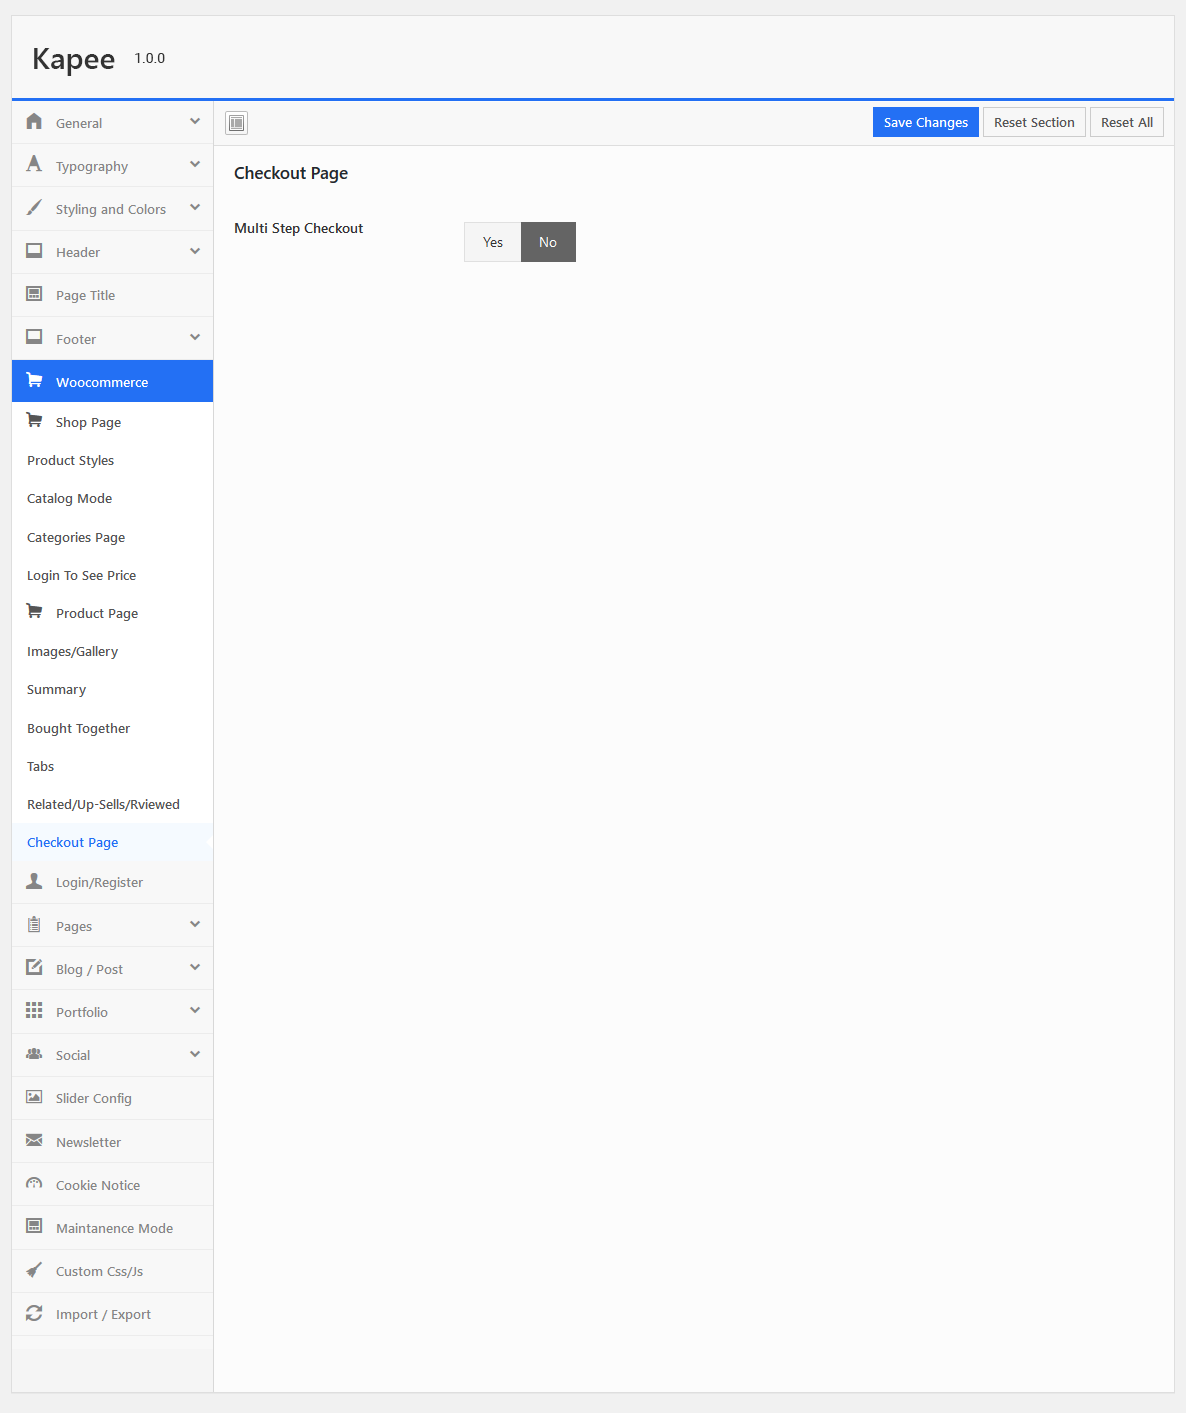 Kapee 1.0.0
Save Changes Reset Section Reset All
General
Typography
Styling and Colors
Header
Page Title
Footer
Woocommerce
Shop Page
Product Styles
Catalog Mode
Categories Page
Login To See Price
Product Page
Images/Gallery
Summary
Bought Together
Tabs
Related/Up-Sells/Rviewed
Checkout Page
Login/Register
Pages
Blog / Post
Portfolio
Social
Slider Config
Newsletter
Cookie Notice
Maintanence Mode
Custom Css/Js
Import / Export
Checkout Page
Multi Step Checkout Yes No